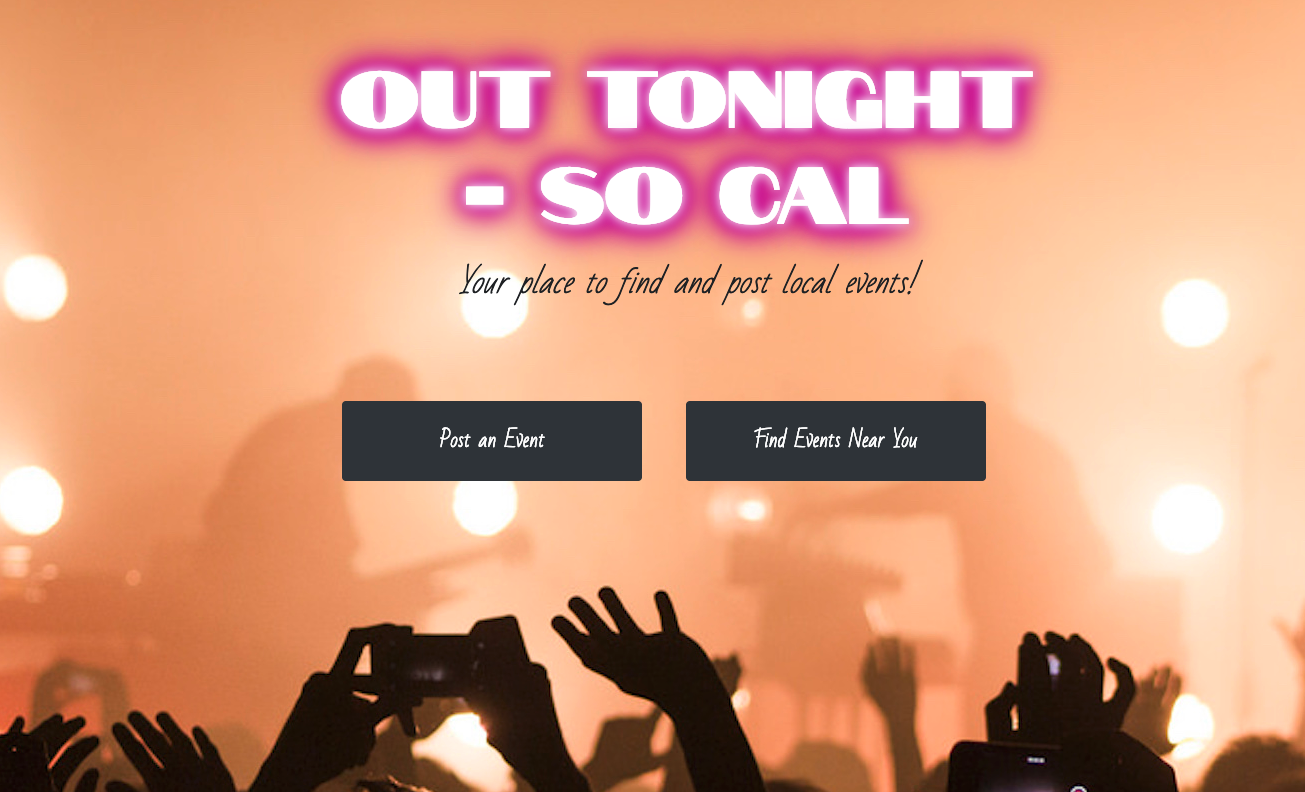 OUT TONIGHT
- SO CAL
Your place to find and post local events!
Post an Event
Find Events Near You